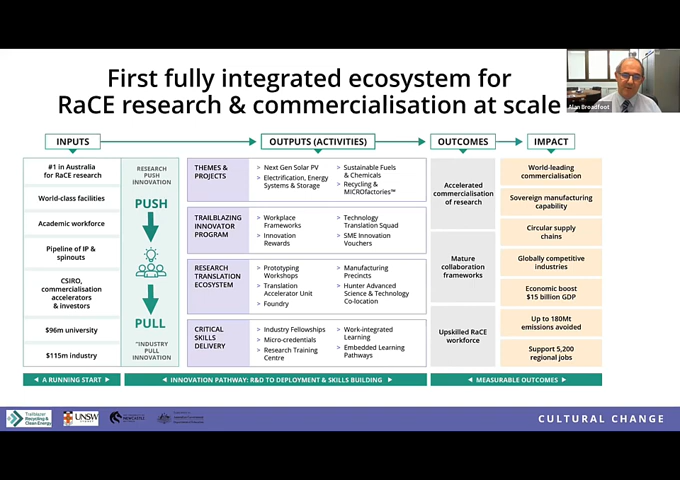 First fully integrated ecosystem for
RaCE research & commercialisation at scale
Alan Broadfoot
INPUTS
OUTPUTS (ACTIVITIES)
OUTCOMES
IMPACT
#1 in Australia
for RaCE research
World-class facilities
Academic workforce
Pipeline of IP &
spinouts
CSIRO,
commercialisation
accelerators
& investors
$96m university
$115m industry
RESEARCH
PUSH
INNOVATION
PUSH
PULL
"INDUSTRY
PULL
INNOVATION
THEMES &
PROJECTS
> Next Gen Solar PV
> Electrification, Energy
Systems & Storage
> Sustainable Fuels
& Chemicals
> Recycling &
MICROfactories™
TRAILBLAZING
INNOVATOR
PROGRAM
> Workplace
Frameworks
> Innovation
Rewards
> Technology
Translation Squad
> SME Innovation
Vouchers
RESEARCH
TRANSLATION
ECOSYSTEM
> Prototyping
Workshops
> Translation
Accelerator Unit
> Foundry
> Manufacturing
Precincts
> Hunter Advanced
Science & Technology
Co-location
CRITICAL
SKILLS
DELIVERY
> Industry Fellowships
> Micro-credentials
> Research Training
Centre
> Work-integrated
Learning
> Embedded Learning
Pathways
Accelerated
commercialisation
of research
Mature
collaboration
frameworks
Upskilled RaCE
workforce
World-leading
commercialisation
Sovereign manufacturing
capability
Circular supply
chains
Globally competitive
industries
Economic boost
$15 billion GDP
Up to 180Mt
emissions avoided
Support 5,200
regional jobs
A RUNNING START
INNOVATION PATHWAY: R&D TO DEPLOYMENT & SKILLS BUILDING
MEASURABLE OUTCOMES
Trailblazer
Recycling &
Clean Energy
UNSW
NEWCASTLE
CULTURAL CHANGE